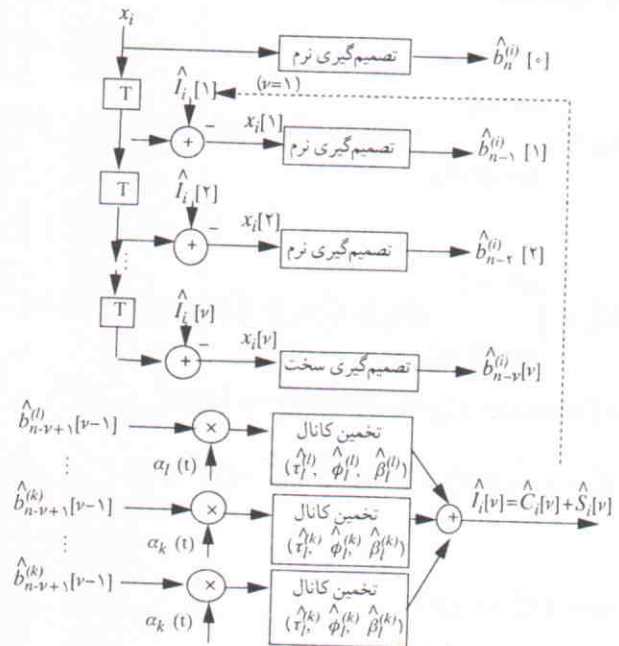 x_i
تصمیم‌گیری نرم
b̂_n^(i) [۰]
T
Î_i [۱]
(ν=۱)
x_i[۱]
تصمیم‌گیری نرم
b̂_{n-۱}^(i) [۱]
+
−
T
Î_i [۲]
x_i[۲]
تصمیم‌گیری نرم
b̂_{n-۲}^(i) [۲]
+
−
⋮
T
Î_i [ν]
x_i[ν]
تصمیم‌گیری سخت
b̂_{n-ν}^(i)[ν]
+
−
b̂_{n-ν+۱}^(l)[ν−۱]
×
تخمین کانال
(τ̂_l^(l), φ̂_l^(l), β̂_l^(l))
α_l (t)
⋮
b̂_{n-ν+۱}^(k)[ν−۱]
×
تخمین کانال
(τ̂_l^(k), φ̂_l^(k), β̂_l^(k))
α_k (t)
+
Î_i[ν]=Ĉ_i[ν]+Ŝ_i[ν]
⋮
b̂_{n-ν+۱}^(k)[ν−۱]
×
تخمین کانال
(τ̂_l^(k), φ̂_l^(k), β̂_l^(k))
α_k (t)